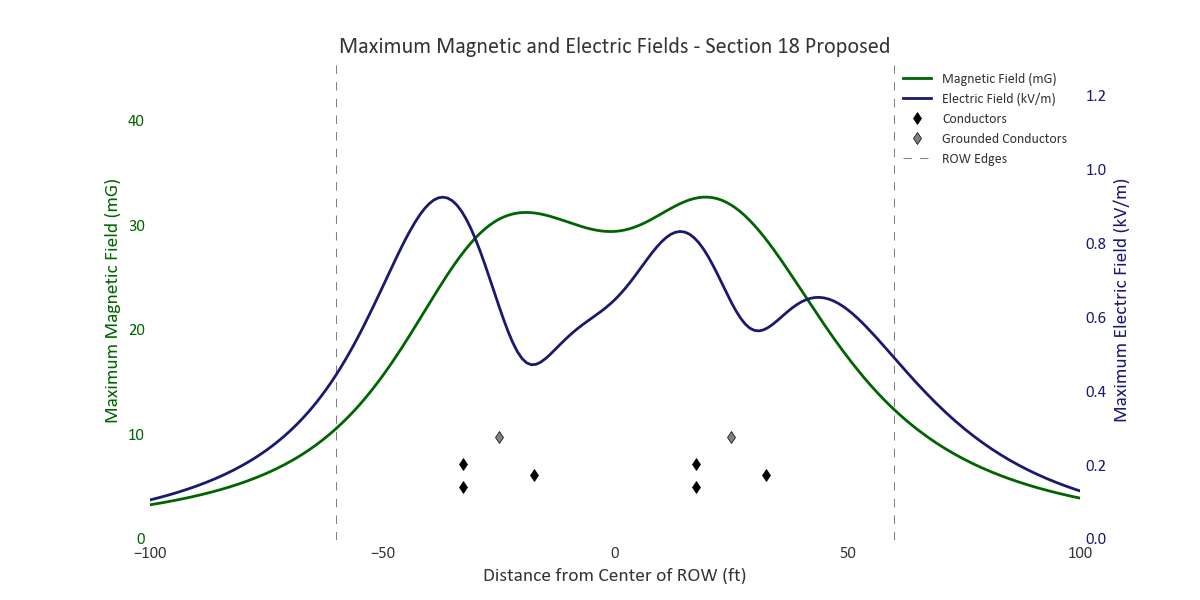 Maximum Magnetic and Electric Fields - Section 18 Proposed
Magnetic Field (mG)
Electric Field (kV/m)
Conductors
Grounded Conductors
ROW Edges
Maximum Magnetic Field (mG)
40
30
20
10
0
Maximum Electric Field (kV/m)
1.2
1.0
0.8
0.6
0.4
0.2
0.0
−100
−50
0
50
100
Distance from Center of ROW (ft)